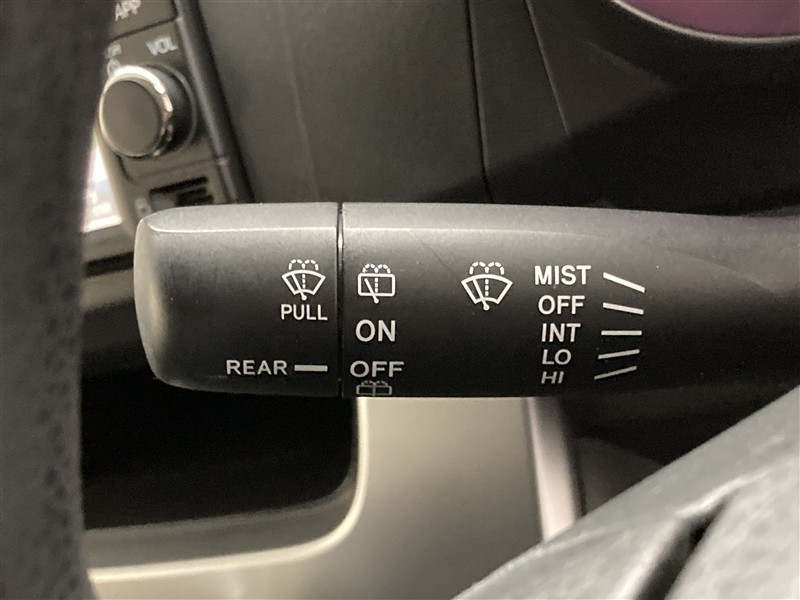 APP
VOL
PULL
REAR
ON
OFF
MIST
OFF
INT
LO
HI